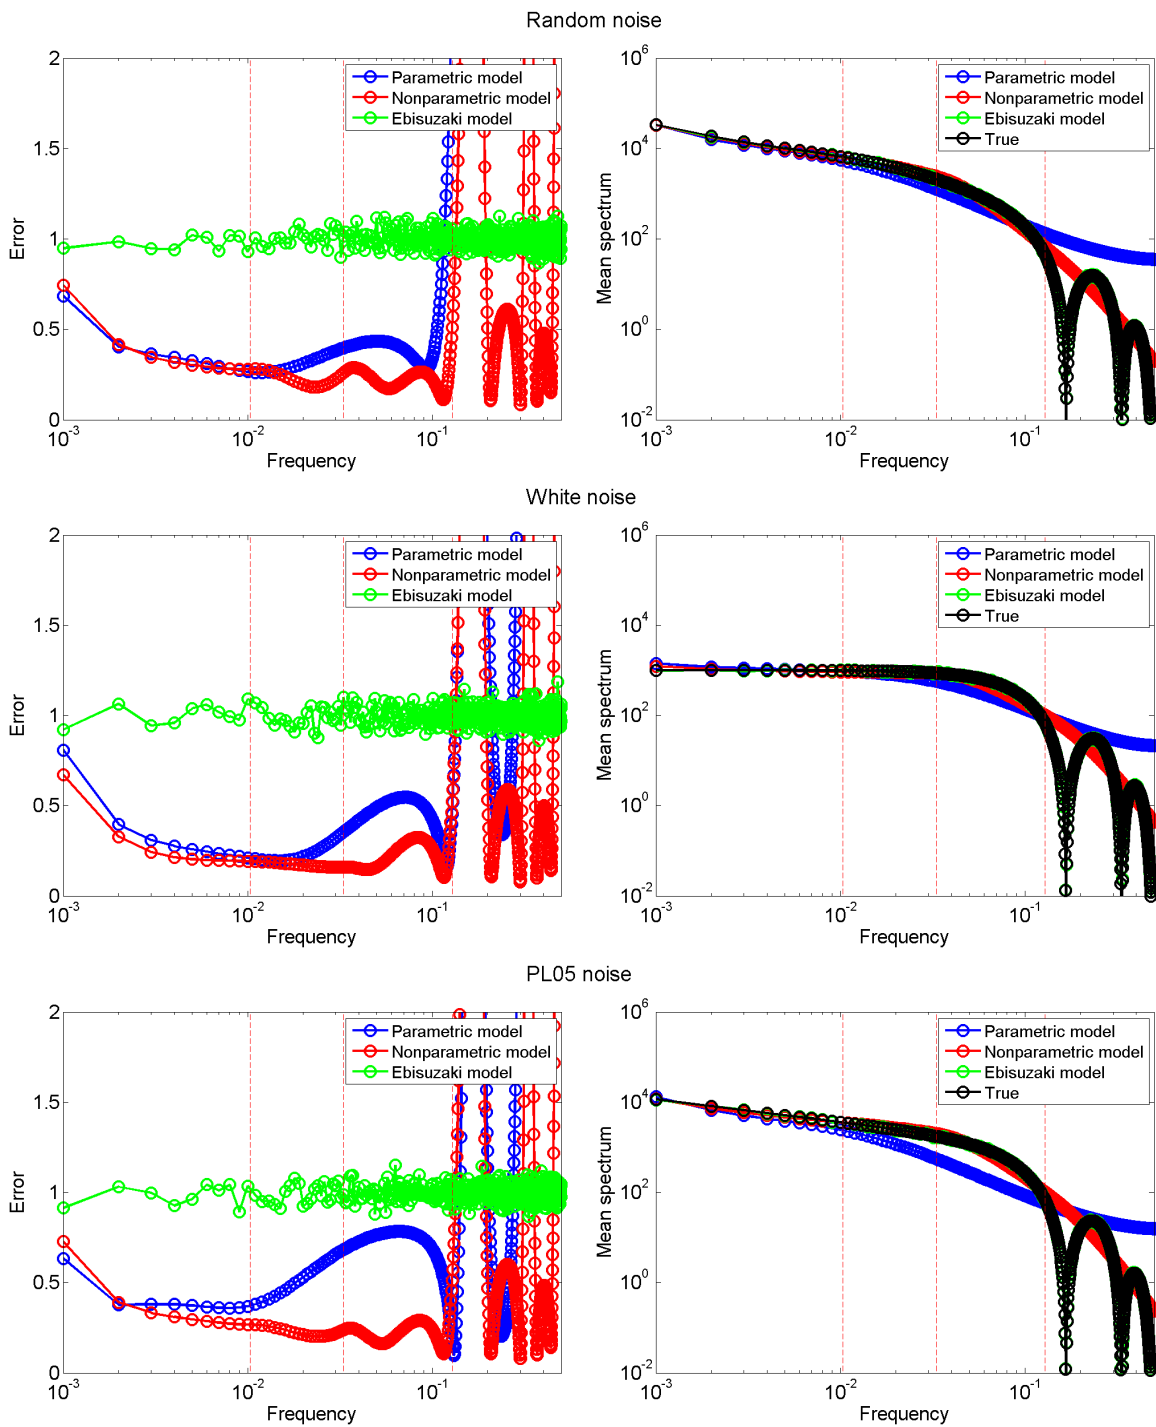 Random noise
2
1.5
1
0.5
0
Error
10^-3
10^-2
10^-1
Frequency
Parametric model
Nonparametric model
Ebisuzaki model
10^6
10^4
10^2
10^0
10^-2
Mean spectrum
10^-3
10^-2
10^-1
Frequency
Parametric model
Nonparametric model
Ebisuzaki model
True
White noise
2
1.5
1
0.5
0
Error
10^-3
10^-2
10^-1
Frequency
Parametric model
Nonparametric model
Ebisuzaki model
10^6
10^4
10^2
10^0
10^-2
Mean spectrum
10^-3
10^-2
10^-1
Frequency
Parametric model
Nonparametric model
Ebisuzaki model
True
PL05 noise
2
1.5
1
0.5
0
Error
10^-3
10^-2
10^-1
Frequency
Parametric model
Nonparametric model
Ebisuzaki model
10^6
10^4
10^2
10^0
10^-2
Mean spectrum
10^-3
10^-2
10^-1
Frequency
Parametric model
Nonparametric model
Ebisuzaki model
True